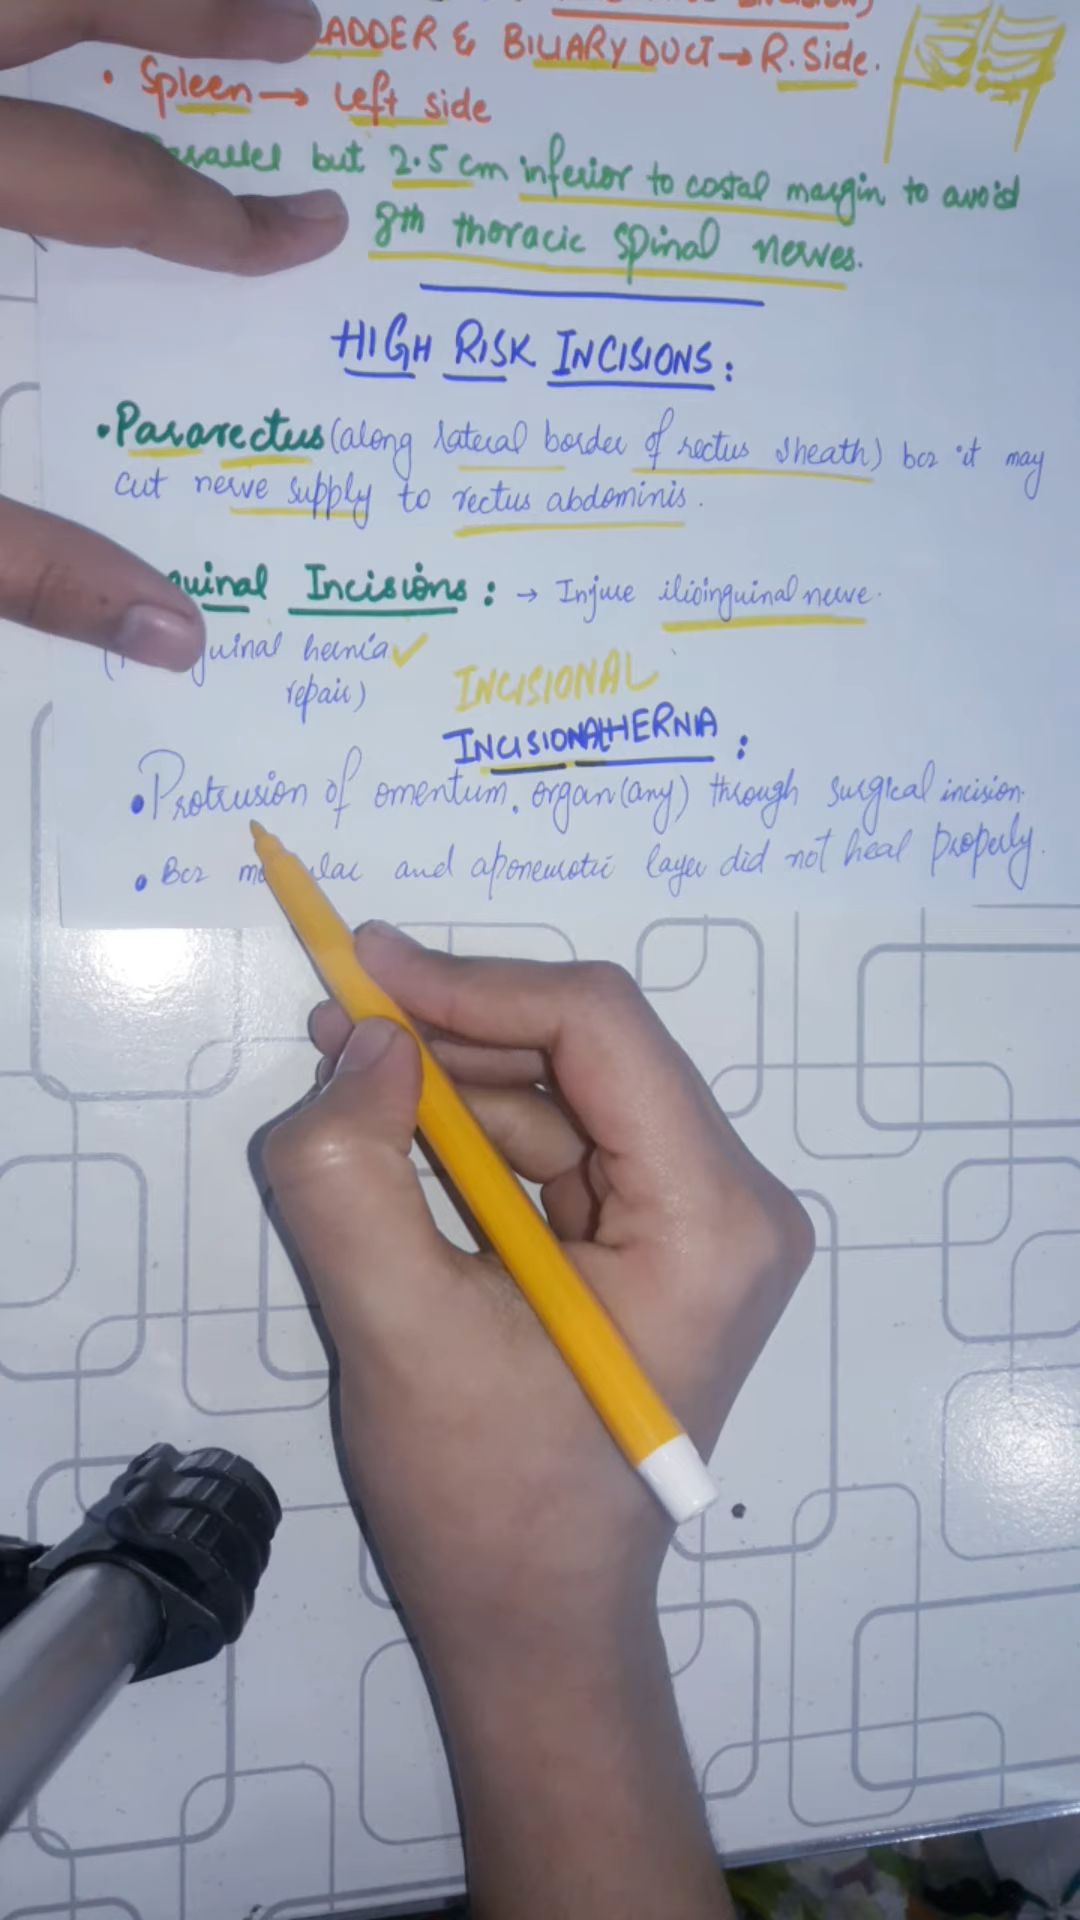 ADDER & BILIARY DUCT → R. Side.
• Spleen → Left side
but 2.5 cm inferior to costal margin to avoid
8th thoracic spinal nerves.
HIGH RISK INCISIONS:
• Pararectus (along lateral border of rectus sheath) bcz it may
cut nerve supply to rectus abdominis.
guinal Incisions: → Injure ilioinguinal nerve.
guinal hernia ✓
repair)
INCISIONAL
INCISIONAL HERNIA:
• Protrusion of omentum, organ (any) through surgical incision.
• Bcz and aponeurotic layer did not heal properly.